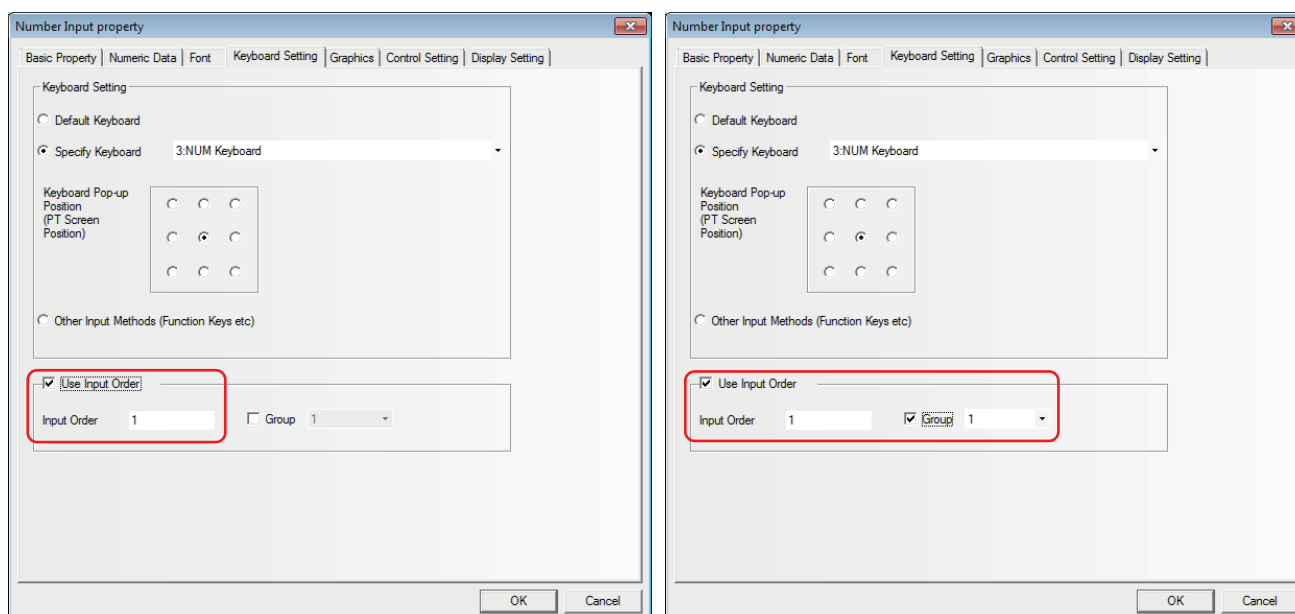 Number Input property
Basic Property Numeric Data Font Keyboard Setting Graphics Control Setting Display Setting
Keyboard Setting
Default Keyboard
Specify Keyboard 3:NUM Keyboard
Keyboard Pop-up
Position
(PT Screen
Position)
Other Input Methods (Function Keys etc)
Use Input Order
Input Order 1 Group 1
OK Cancel
Number Input property
Basic Property Numeric Data Font Keyboard Setting Graphics Control Setting Display Setting
Keyboard Setting
Default Keyboard
Specify Keyboard 3:NUM Keyboard
Keyboard Pop-up
Position
(PT Screen
Position)
Other Input Methods (Function Keys etc)
Use Input Order
Input Order 1 Group 1
OK Cancel